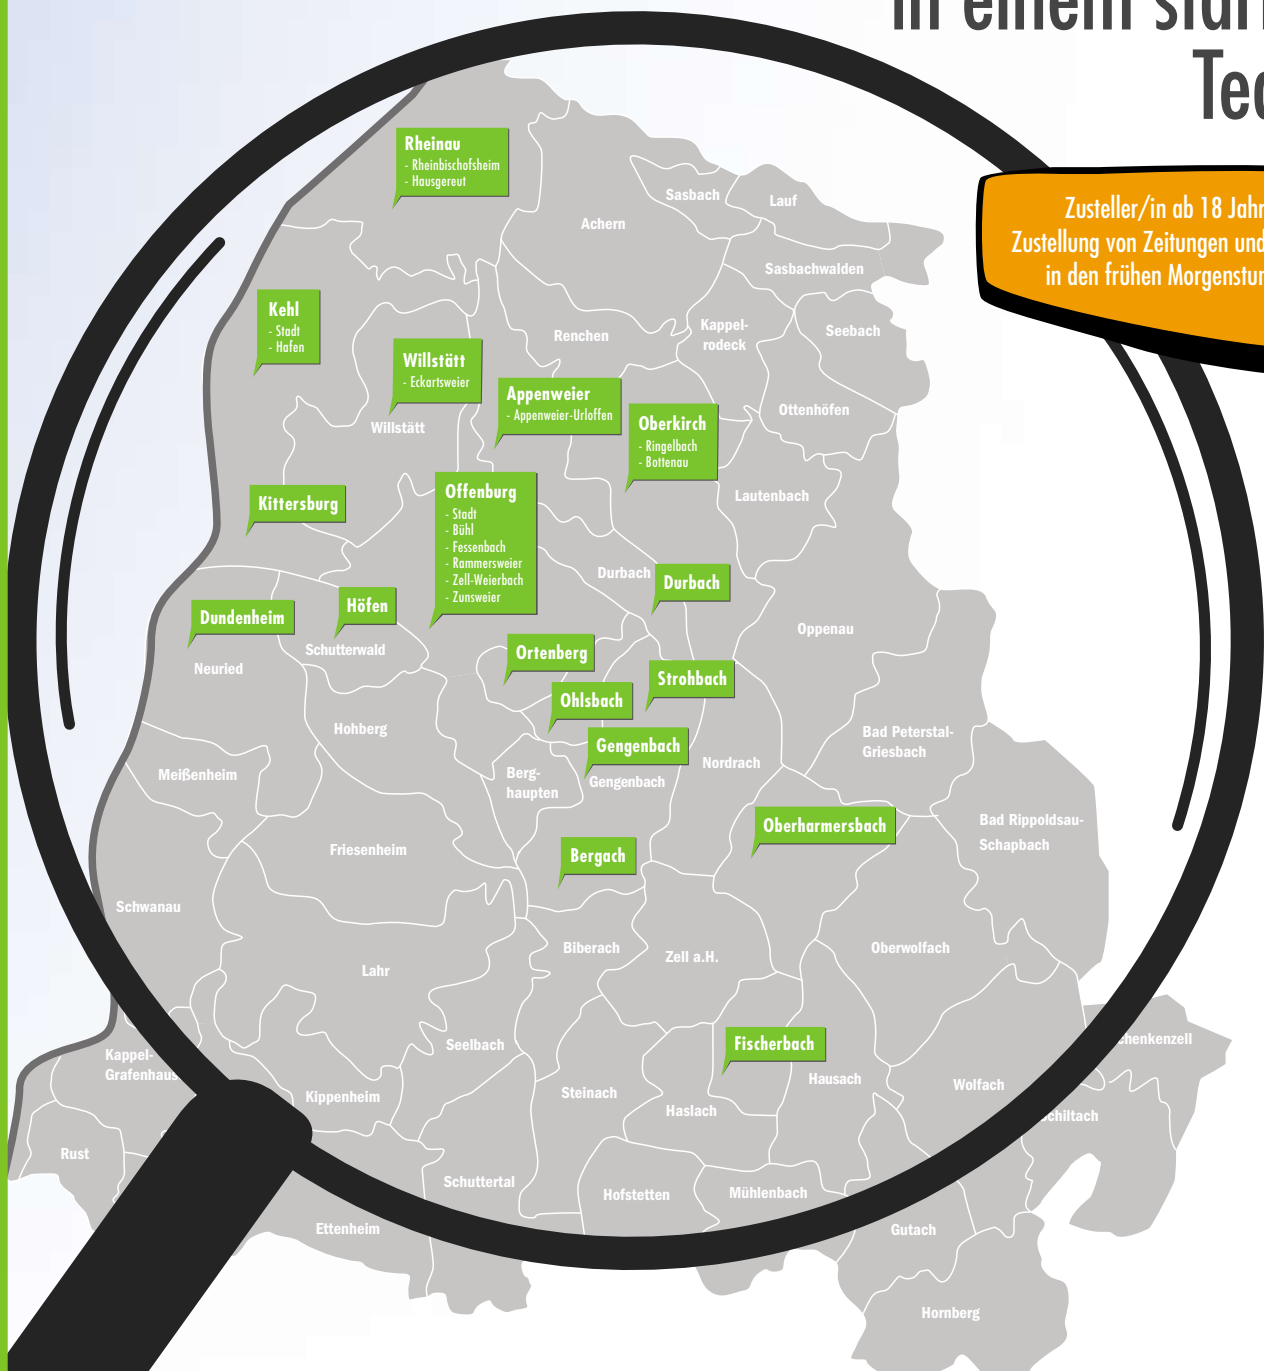 in einem
Zusteller/in ab 18
Zustellung von Zeitungen und
in den frühen
Rheinau
- Rheinbischofsheim
- Hausgereut
Sasbach
Lauf
Achern
Sasbachwalden
Kehl
- Stadt
- Hafen
Renchen
Kappel-
rodeck
Seebach
Willstätt
- Eckartsweier
Appenweier
- Appenweier-Urloffen
Oberkirch
- Ringelbach
- Bottenau
Ottenhöfen
Willstätt
Kittersburg
Offenburg
- Stadt
- Bühl
- Fessenbach
- Rammersweier
- Zell-Weierbach
- Zunsweier
Lautenbach
Durbach
Durbach
Dundenheim
Höfen
Schutterwald
Neuried
Oppenau
Ortenberg
Strohbach
Ohlsbach
Hohberg
Gengenbach
Gengenbach
Nordrach
Bad Peterstal-
Griesbach
Meißenheim
Berg-
haupten
Oberharmersbach
Bad Rippoldsau-
Schapbach
Friesenheim
Bergach
Schwanau
Biberach
Zell a.H.
Oberwolfach
Lahr
Seelbach
Fischerbach
Kappel-
Steinach
Hausach
Wolfach
Kippenheim
Haslach
Rust
Schuttertal
Hofstetten
Mühlenbach
Ettenheim
Gutach
Hornberg